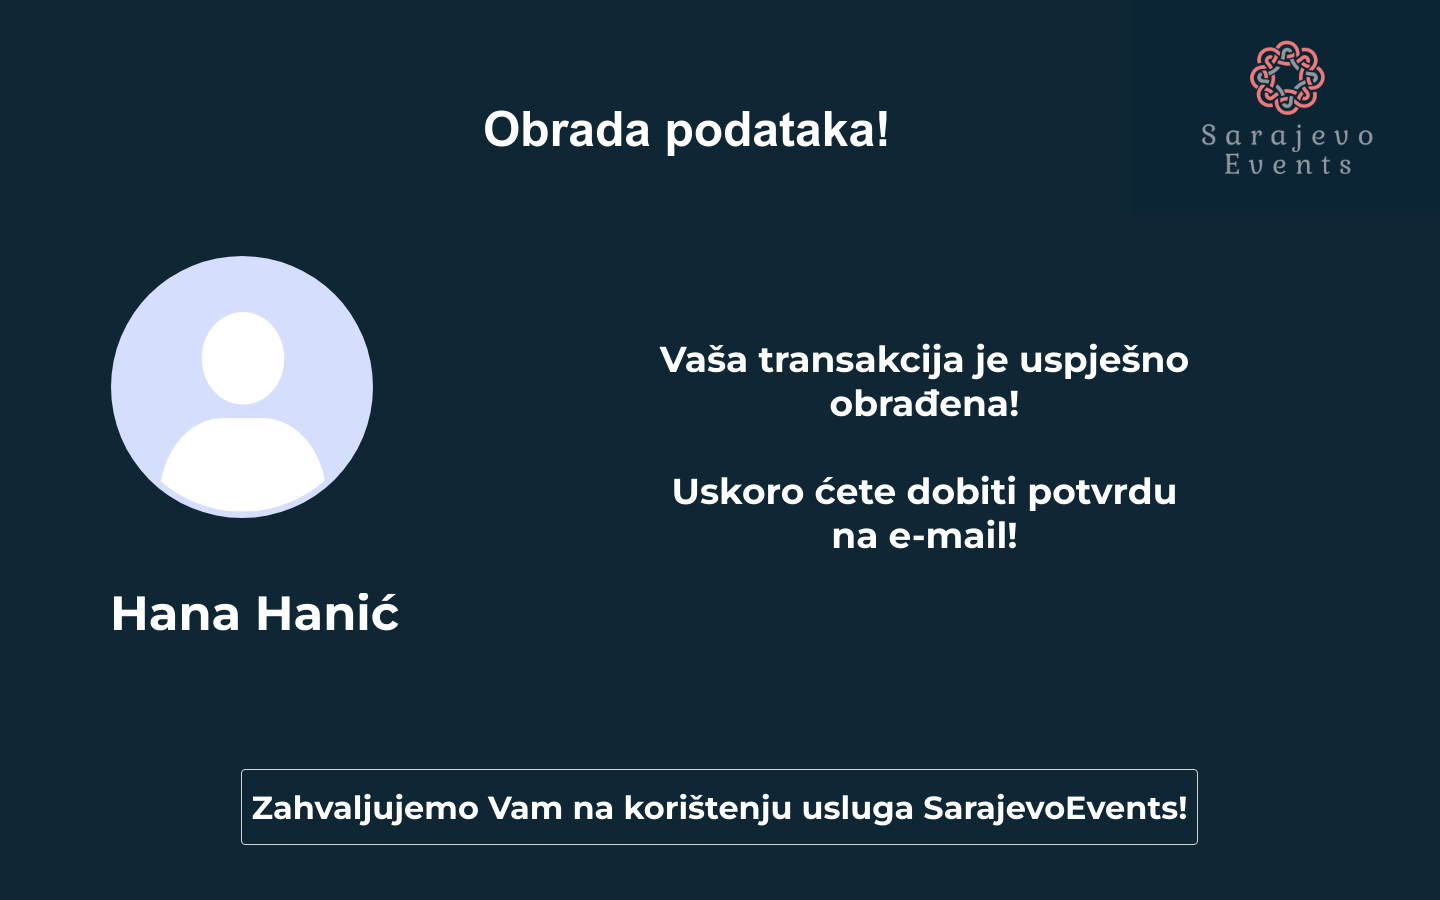 Sarajevo
Events
Obrada podataka!
Vaša transakcija je uspješno
obrađena!
Uskoro ćete dobiti potvrdu
na e-mail!
Hana Hanić
Zahvaljujemo Vam na korištenju usluga SarajevoEvents!